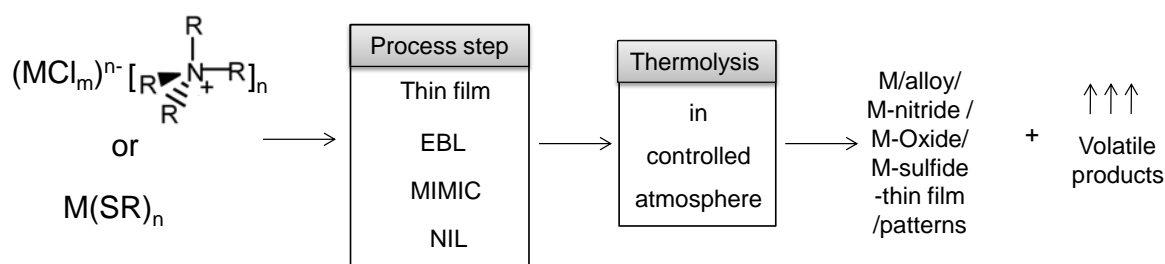 (MCl_m)^n- [R R N+ R R]_n
or
M(SR)_n
Process step
Thin film
EBL
MIMIC
NIL
Thermolysis
in
controlled
atmosphere
M/alloy/
M-nitride /
M-Oxide/
M-sulfide
-thin film
/patterns
+
↑↑↑
Volatile
products